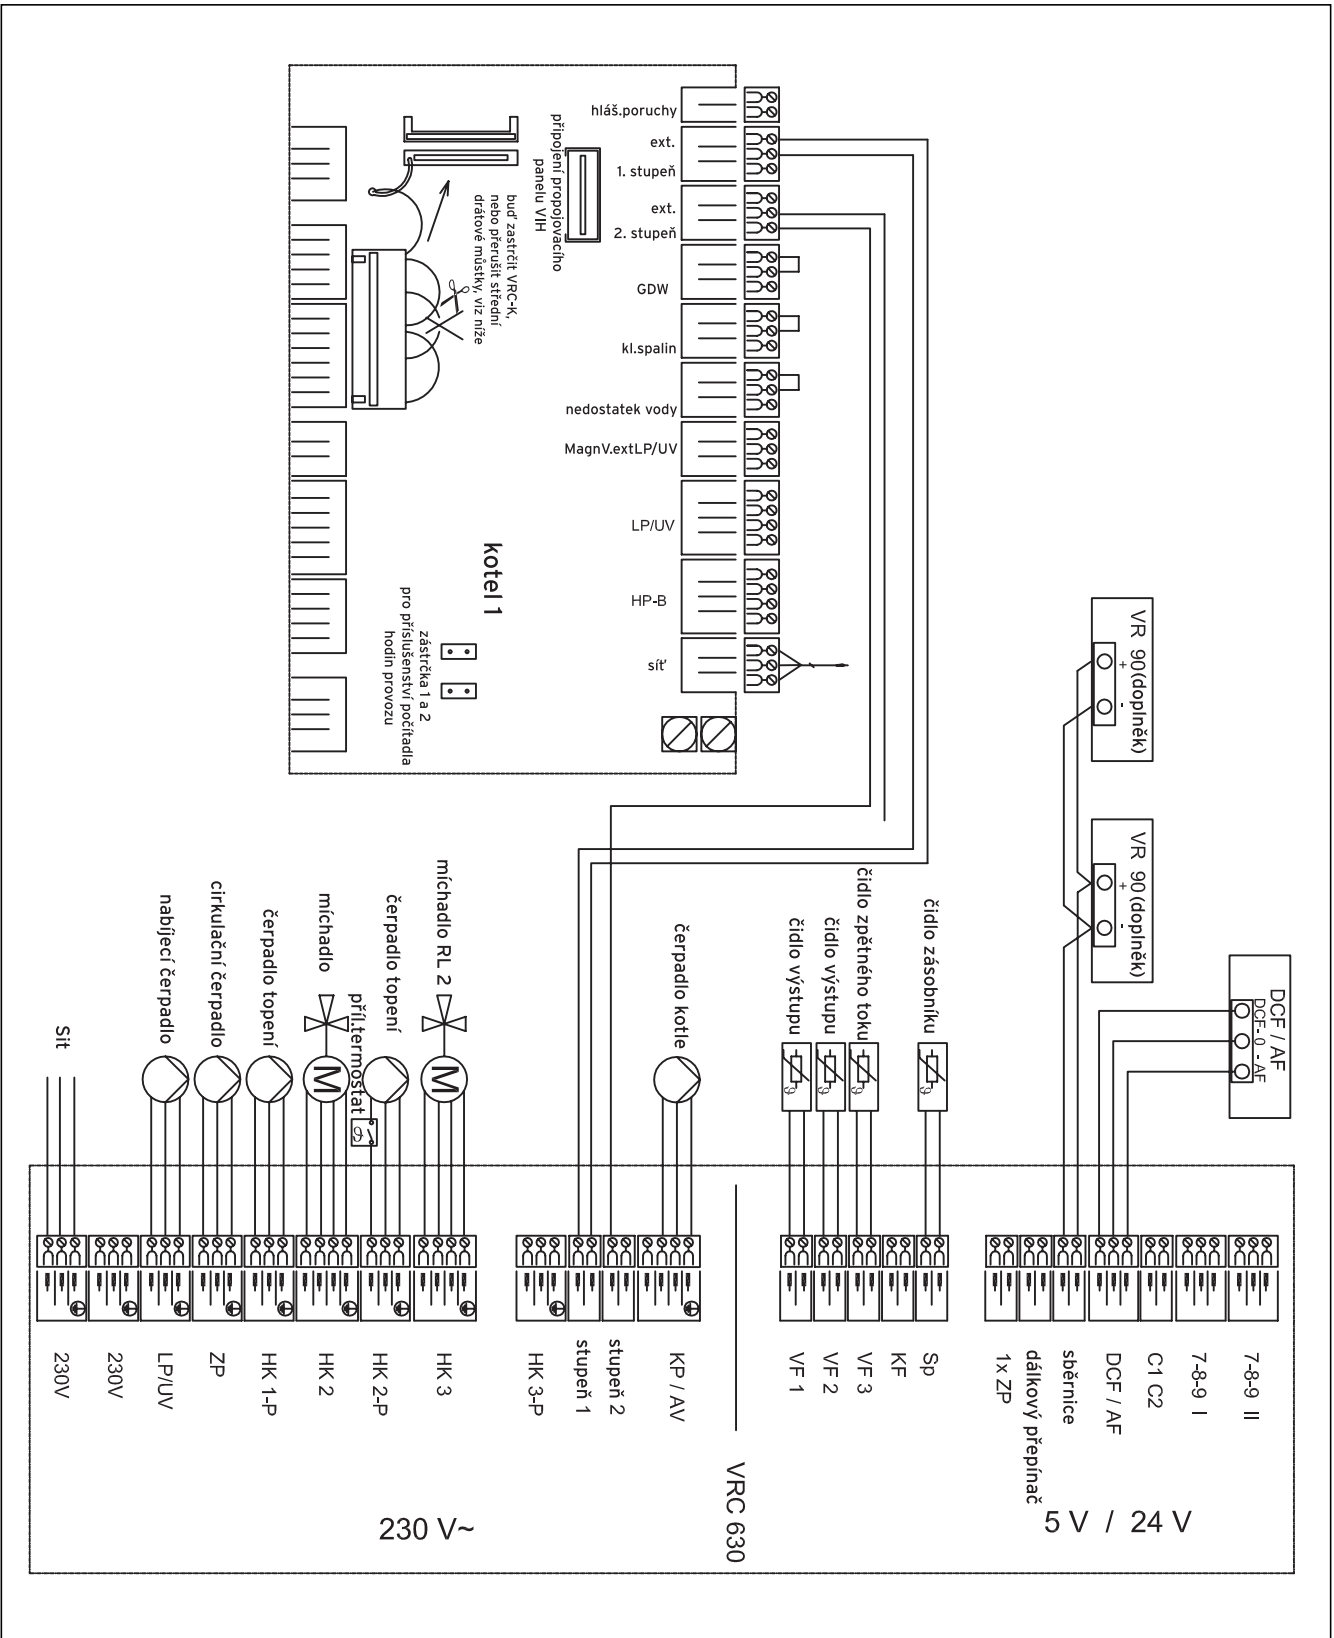 hláš.poruchy
ext.
1. stupeň
ext.
2. stupeň
GDW
kl.spalin
nedostatek vody
MagnV.extLP/UV
LP/UV
HP-B
síť
připojení propojovacího
panelu VIH
buď zastrčit VRC-K,
nebo přerušit střední
drátové můstky, viz níže
kotel 1
zástrčka 1 a 2
pro příslušenství počítadla
hodin provozu
VR 90(doplněk)
+ -
VR 90 (doplněk)
+ -
DCF / AF
DCF- 0 - AF
Sit
nabíjecí čerpadlo
cirkulační čerpadlo
čerpadlo topení
míchadlo
M
příl.termostat
čerpadlo topení
míchadlo RL 2
M
čerpadlo kotle
čidlo výstupu
čidlo výstupu
čidlo zpětného toku
čidlo zásobníku
230V
230V
LP/UV
ZP
HK 1-P
HK 2
HK 2-P
HK 3
HK 3-P
stupeň 1
stupeň 2
KP / AV
VF 1
VF 2
VF 3
KF
Sp
1x ZP
dálkový přepínač
sběrnice
DCF / AF
C1 C2
7-8-9 I
7-8-9 II
230 V~
VRC 630
5 V / 24 V